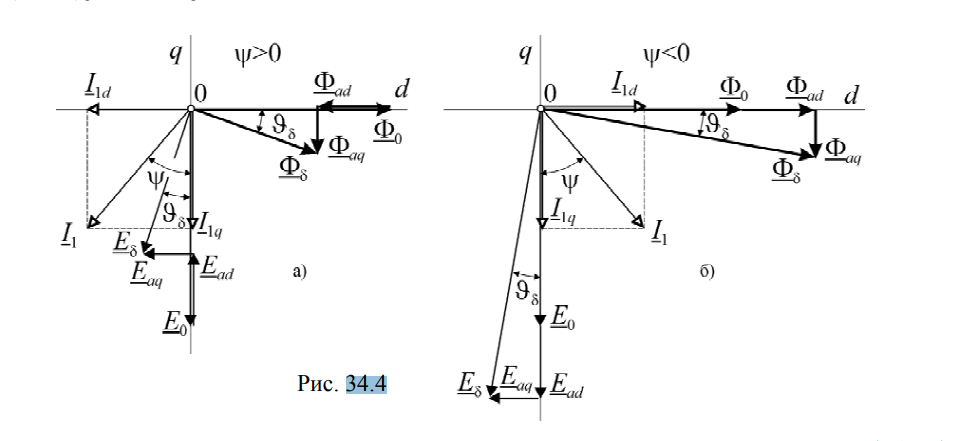 q ψ>0
I1d 0 Φad d
ϑδ Φaq Φ0
Φδ
ψ
ϑδ
I1 I1q
Eδ
Eaq Ead а)
E0
q ψ<0
0 I1d Φ0 Φad d
ϑδ
Φaq
Φδ
ψ
I1q I1
б)
ϑδ
E0
Eδ Eaq Ead
Рис. 34.4